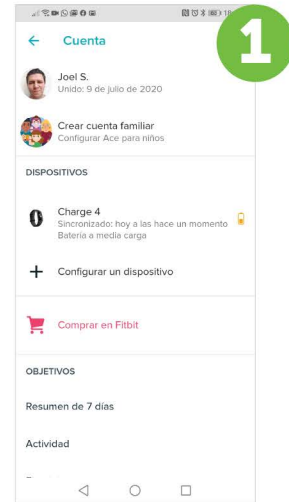 1
Cuenta
Joel S.
Unido: 9 de julio de 2020
Crear cuenta familiar
Configurar Ace para niños
DISPOSITIVOS
Charge 4
Sincronizado: hoy a las hace un momento
Batería a media carga
Configurar un dispositivo
Comprar en Fitbit
OBJETIVOS
Resumen de 7 días
Actividad